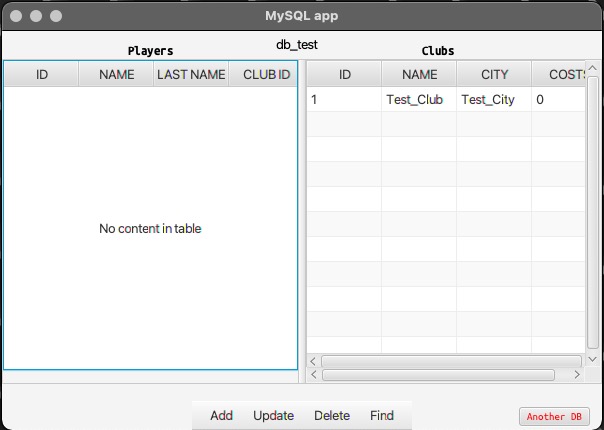 MySQL app
db_test
Players Clubs
ID NAME LAST NAME CLUB ID ID NAME CITY COSTS
1 Test_Club Test_City 0
No content in table
Add Update Delete Find
Another DB